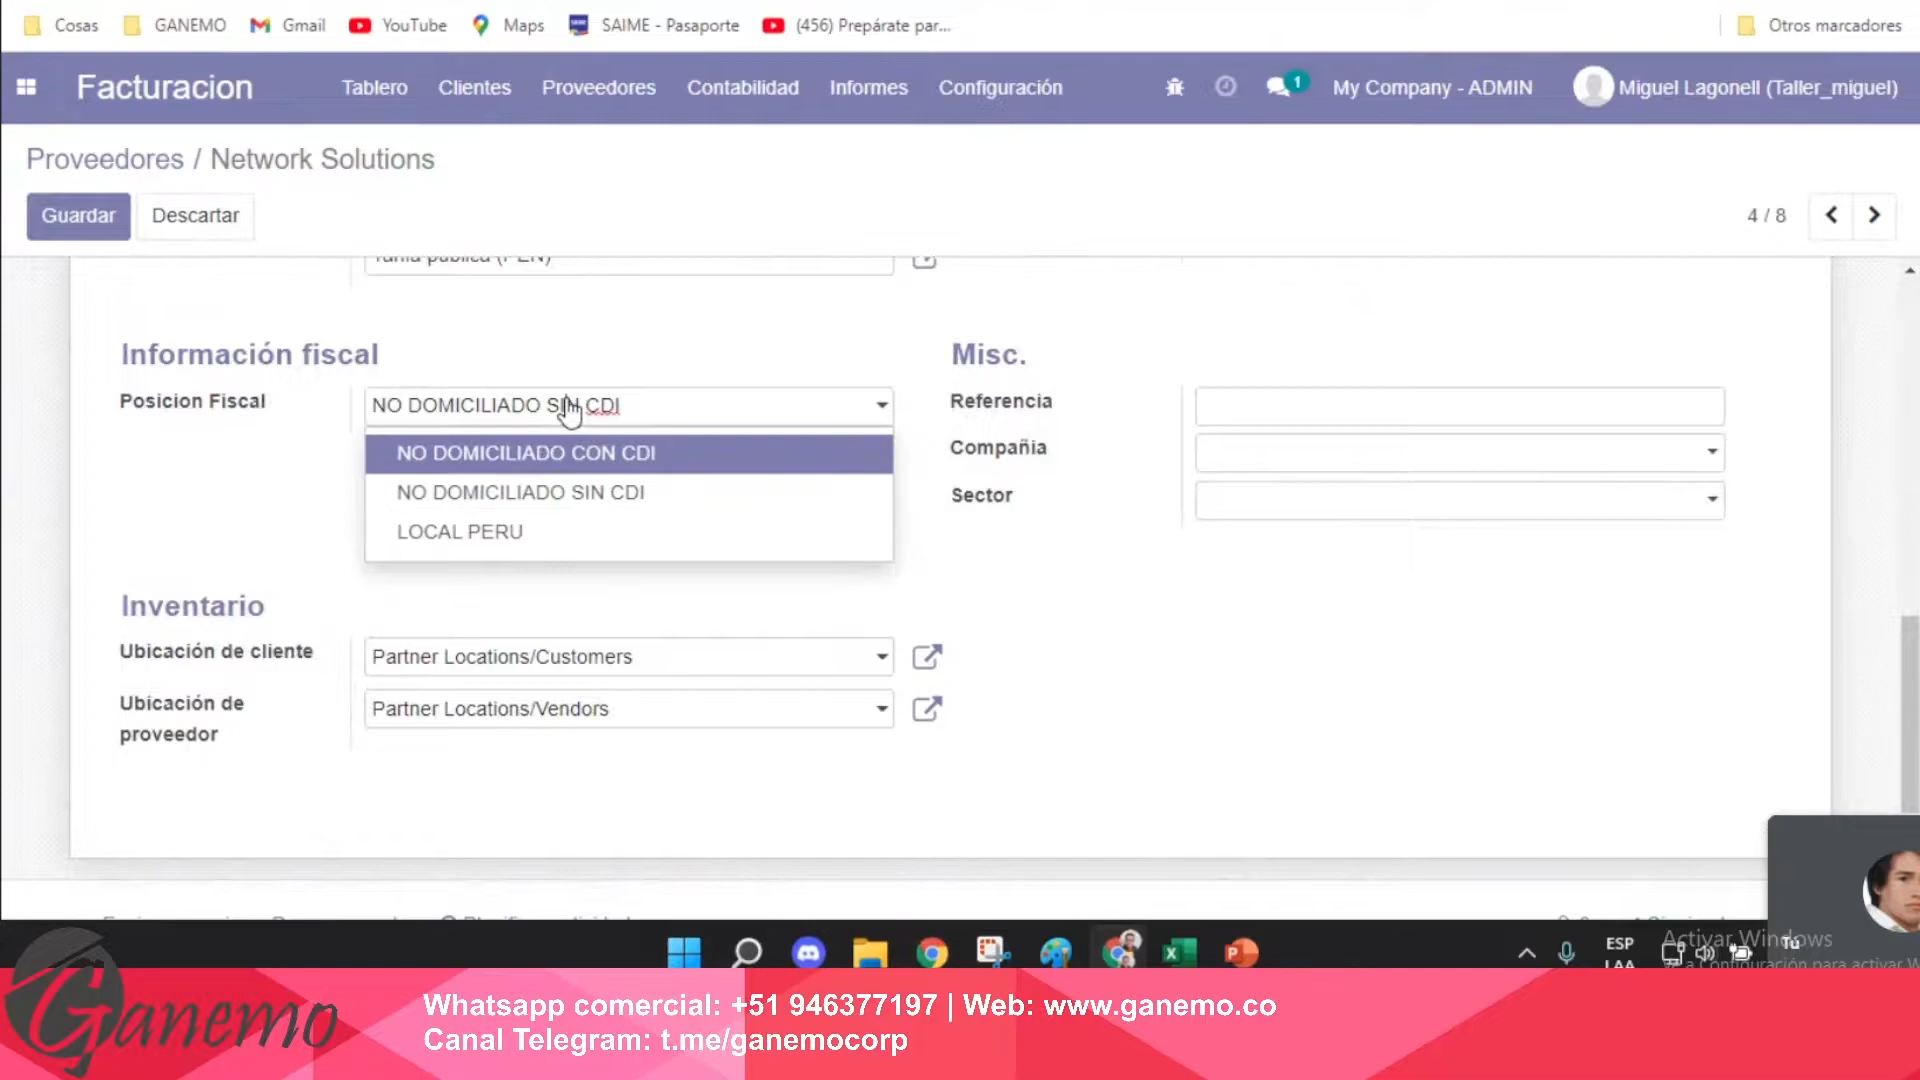 Cosas GANEMO Gmail YouTube Maps SAIME - Pasaporte (456) Prepárate par... Otros marcadores
Facturacion Tablero Clientes Proveedores Contabilidad Informes Configuración 1 My Company - ADMIN Miguel Lagonell (Taller_miguel)
Proveedores / Network Solutions
Guardar Descartar 4 / 8
Información fiscal
Posicion Fiscal NO DOMICILIADO SIN CDI
NO DOMICILIADO CON CDI
NO DOMICILIADO SIN CDI
LOCAL PERU
Misc.
Referencia
Compañia
Sector
Inventario
Ubicación de cliente Partner Locations/Customers
Ubicación de proveedor Partner Locations/Vendors
ESP
LAA
Activar Windows
Tú
Ganemo
Whatsapp comercial: +51 946377197 | Web: www.ganemo.co
Canal Telegram: t.me/ganemocorp